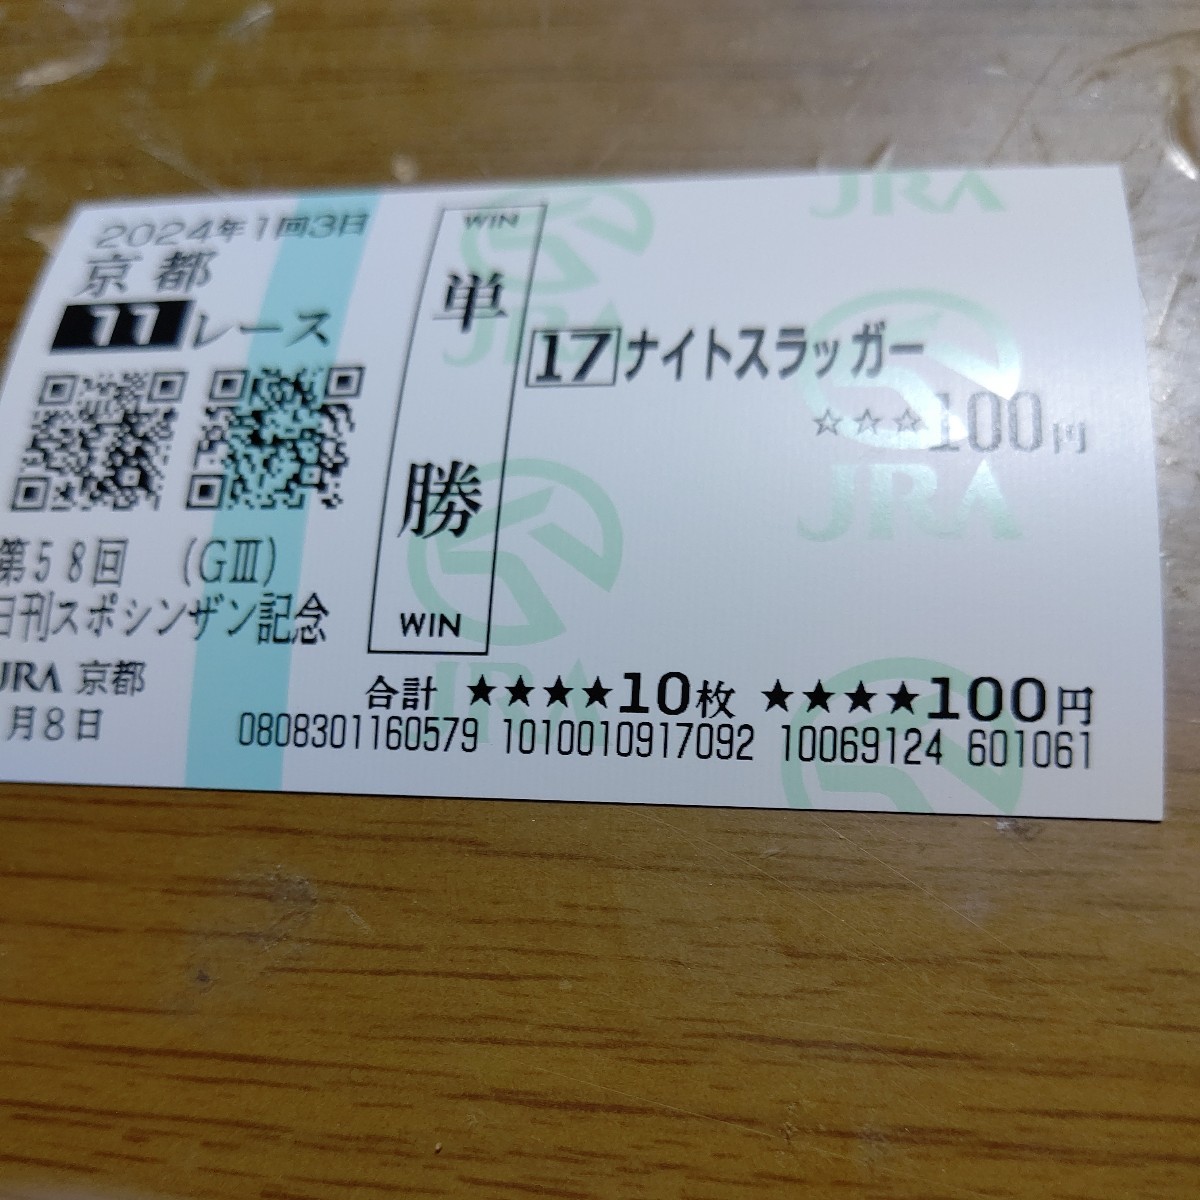 2024年1回3日
京都
11レース
第58回 (GⅢ)
日刊スポシンザン記念
JRA 京都
月8日
WIN
単
勝
WIN
17 ナイトスラッガー
☆☆☆100円
合計 ★★★★10枚 ★★★★100円
0808301160579 1010010917092 10069124 601061
JRA
JRA
JRA
JRA